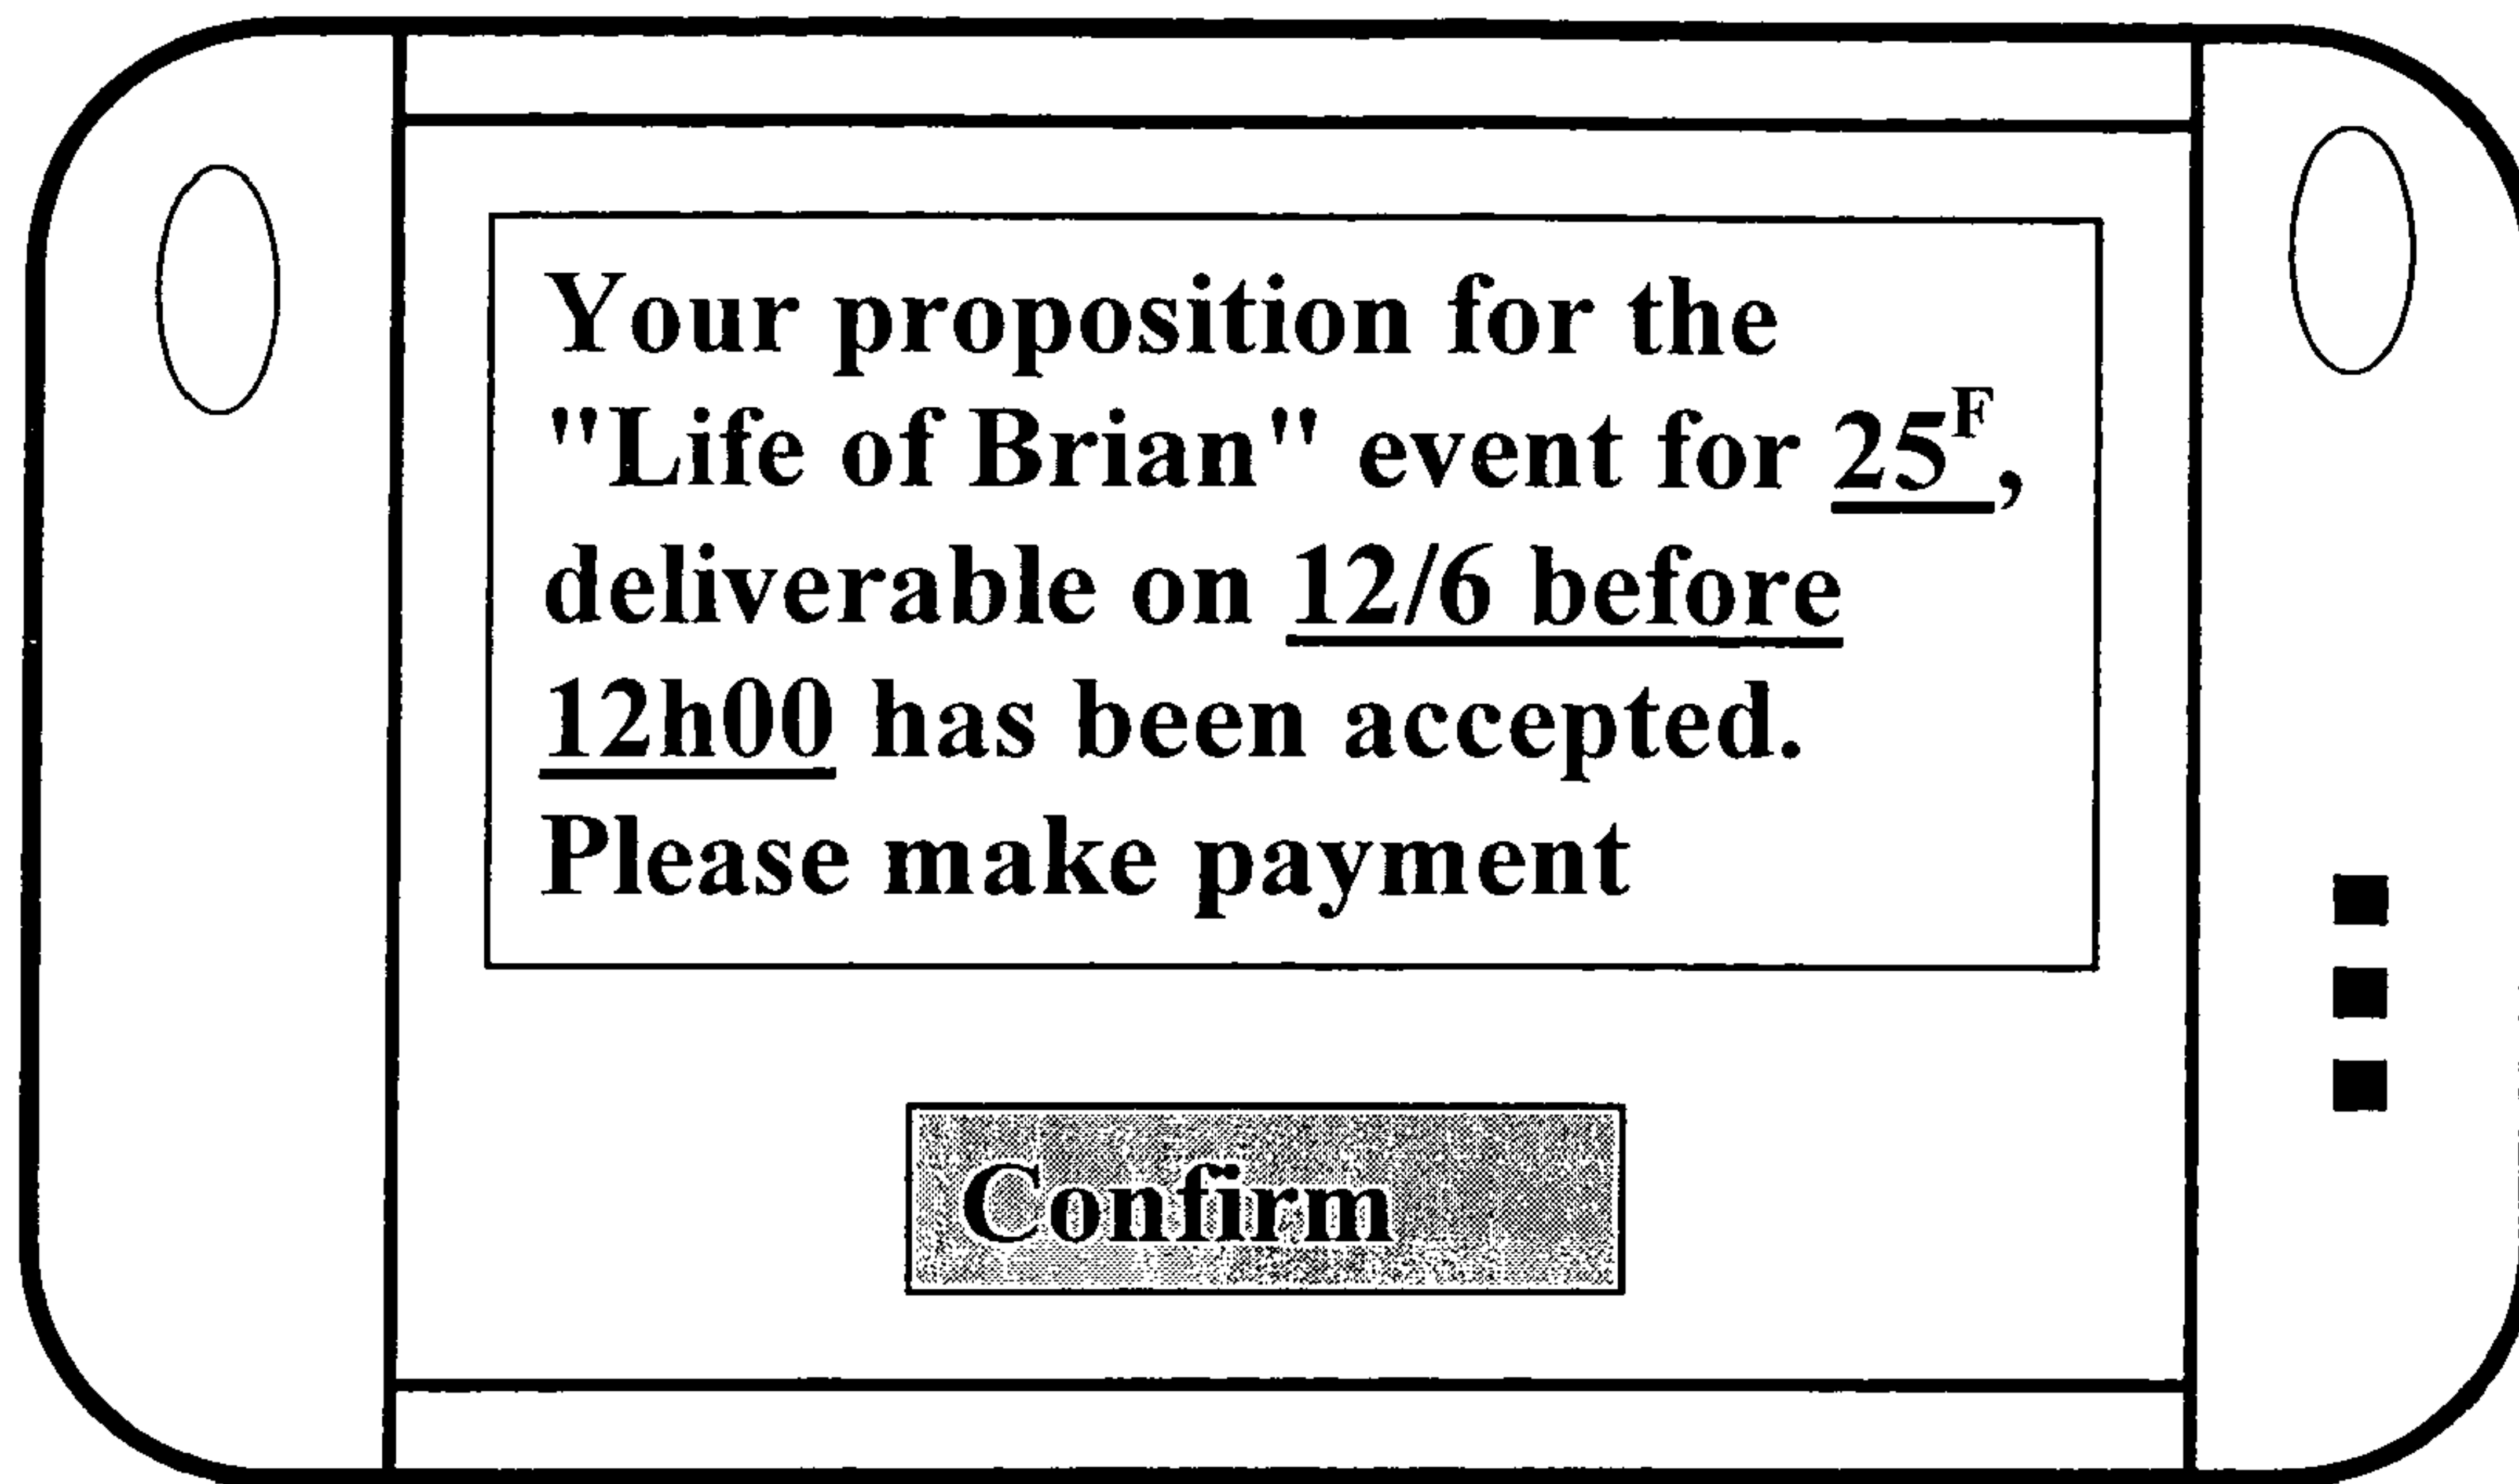 Your proposition for the
"Life of Brian" event for 25F,
deliverable on 12/6 before
12h00 has been accepted.
Please make payment
Confirm